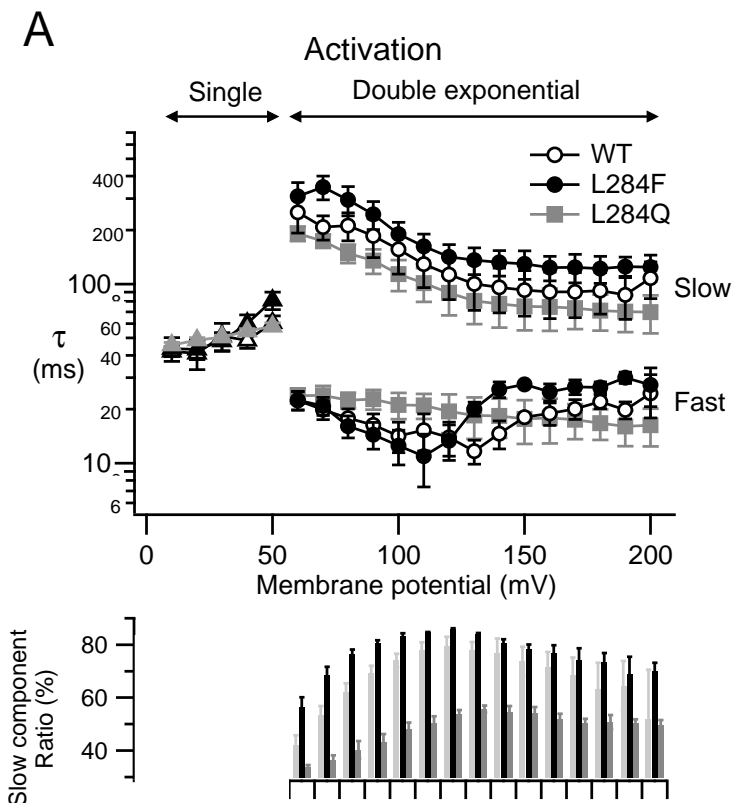 A
Activation
Single
Double exponential
WT
L284F
L284Q
400
200
100
60
40
20
10
6
τ
(ms)
Slow
Fast
0
50
100
150
200
Membrane potential (mV)
Slow component
Ratio (%)
80
60
40